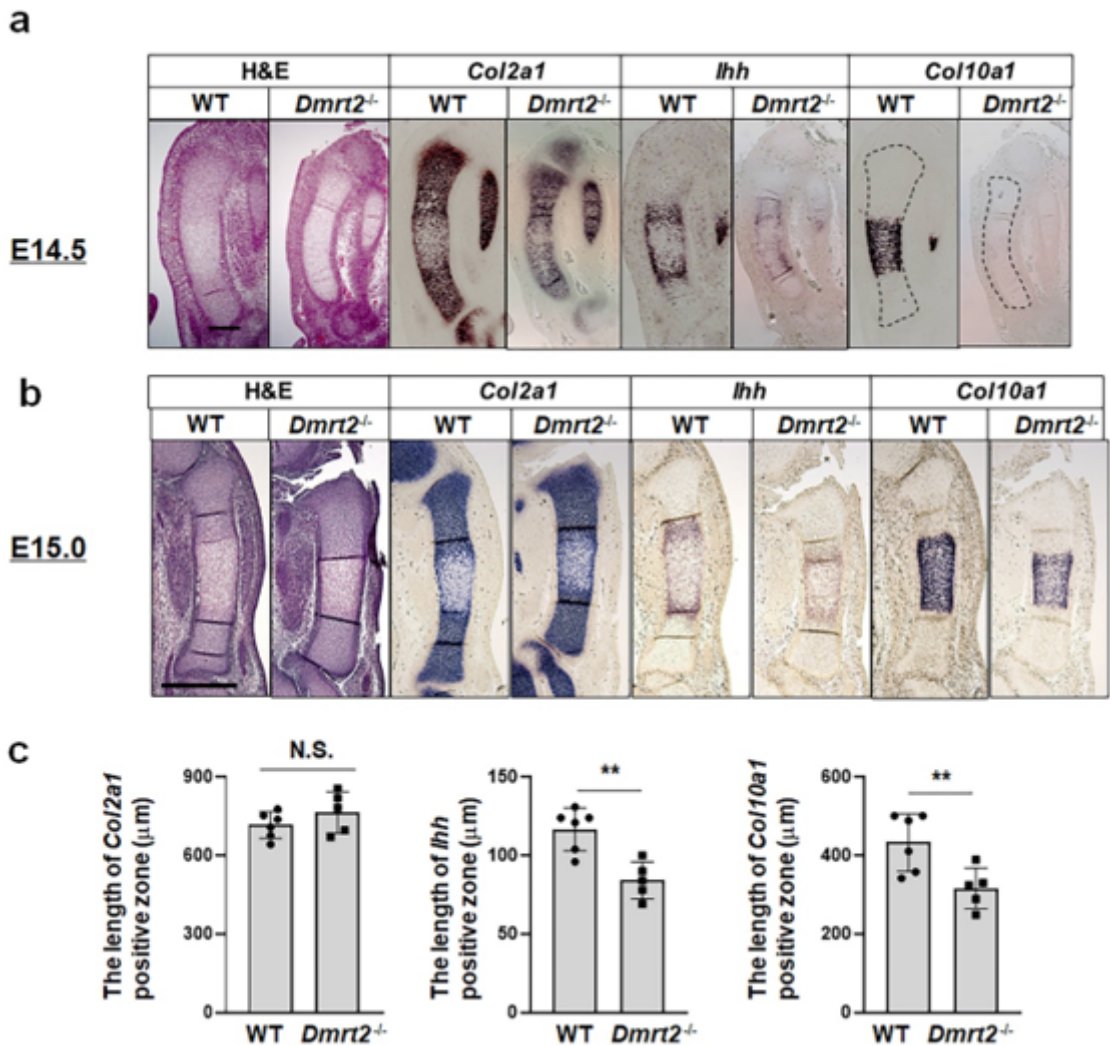 a
H&E Col2a1 Ihh Col10a1
WT Dmrt2-/- WT Dmrt2-/- WT Dmrt2-/- WT Dmrt2-/-
E14.5
b
H&E Col2a1 Ihh Col10a1
WT Dmrt2-/- WT Dmrt2-/- WT Dmrt2-/- WT Dmrt2-/-
E15.0
c
The length of Col2a1
positive zone (μm)
900
600
300
0
N.S.
WT Dmrt2-/-
The length of Ihh
positive zone (μm)
150
100
50
0
**
WT Dmrt2-/-
The length of Col10a1
positive zone (μm)
600
400
200
0
**
WT Dmrt2-/-